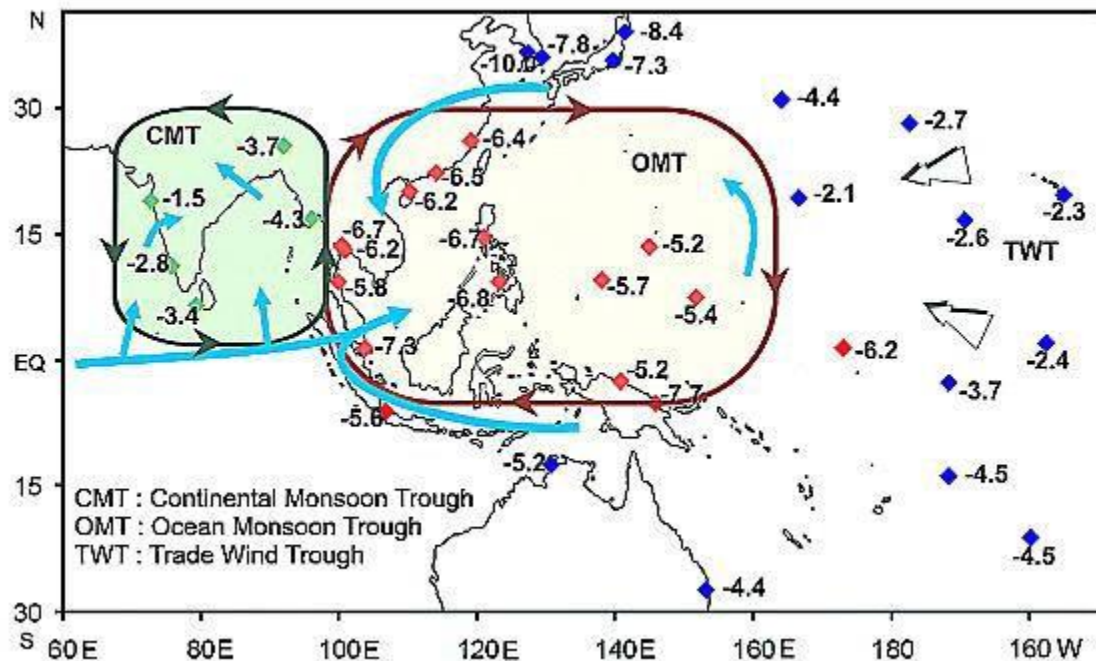 N
-7.8
-8.4
-10.0
-7.3
30
-4.4
CMT
-2.7
-3.7
-6.4
OMT
-6.5
-1.5
-6.2
-2.1
-4.3
-2.3
15
-6.7
-6.7
-5.2
-2.6
-6.2
TWT
-2.8
-5.8
-5.7
-6.8
-5.4
-3.4
EQ
-7.3
-6.2
-2.4
-5.2
-3.7
-7.7
-5.6
-5.2
-4.5
15
CMT : Continental Monsoon Trough
OMT : Ocean Monsoon Trough
TWT : Trade Wind Trough
-4.5
-4.4
30
S
60E
80E
100E
120E
140E
160E
180
160 W